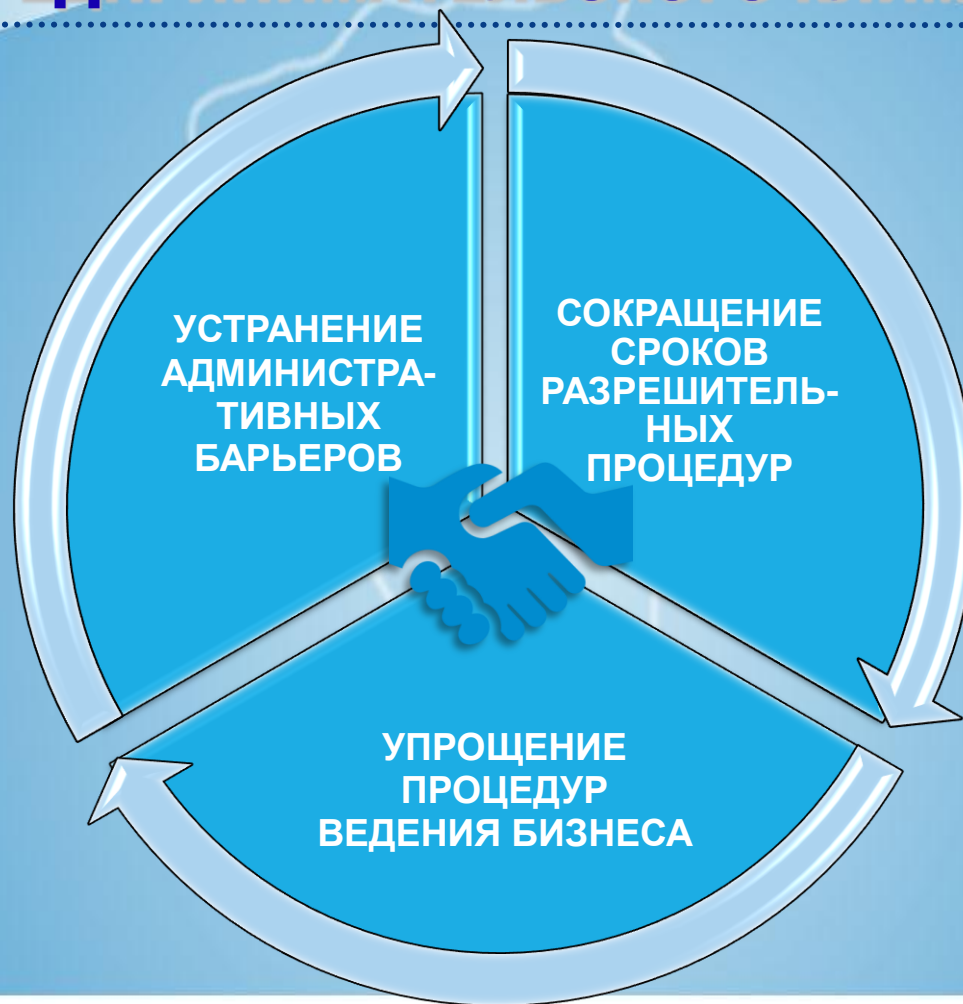 УСТРАНЕНИЕ
АДМИНИСТРА-
ТИВНЫХ
БАРЬЕРОВ
СОКРАЩЕНИЕ
СРОКОВ
РАЗРЕШИТЕЛЬ-
НЫХ
ПРОЦЕДУР
УПРОЩЕНИЕ
ПРОЦЕДУР
ВЕДЕНИЯ БИЗНЕСА